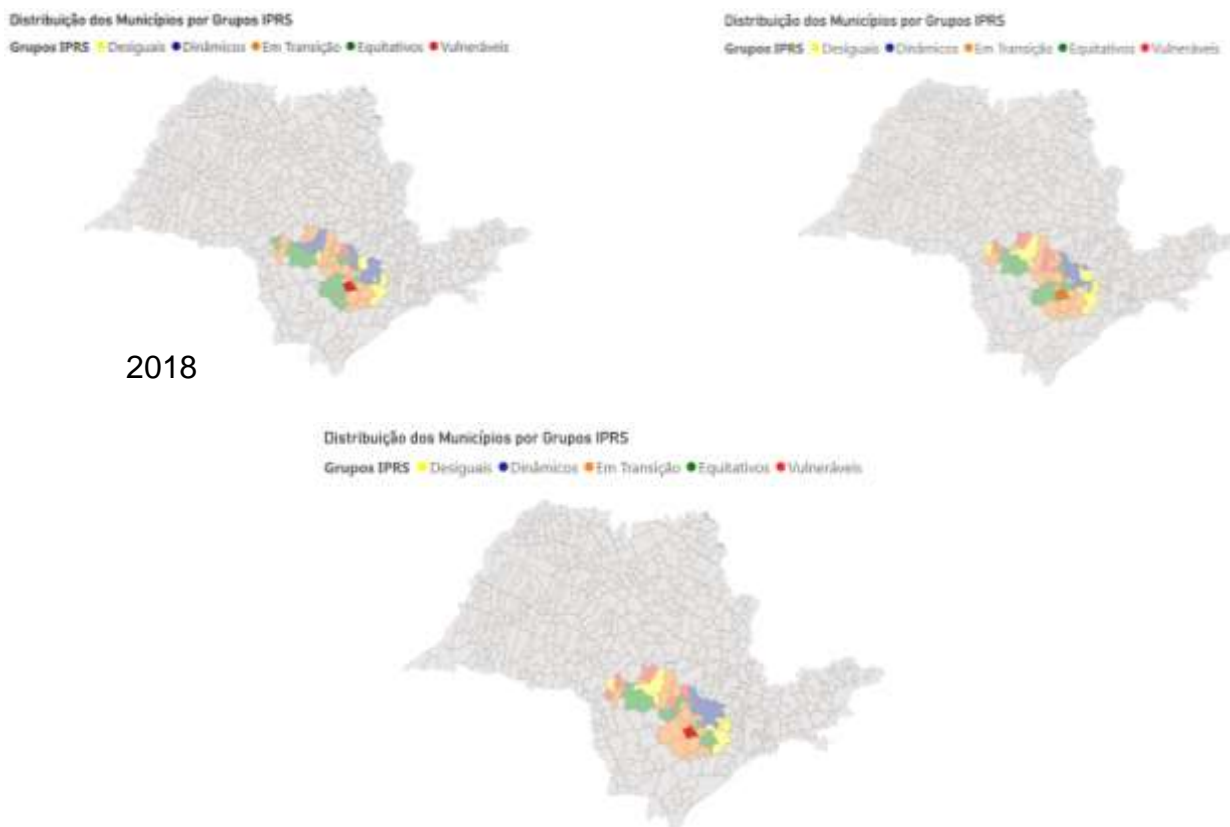 Distribuição dos Municípios por Grupos IPRS
Grupos IPRS Desiguais Dinâmicos Em Transição Equitativos Vulneráveis
Distribuição dos Municípios por Grupos IPRS
Grupos IPRS Desiguais Dinâmicos Em Transição Equitativos Vulneráveis
2018
Distribuição dos Municípios por Grupos IPRS
Grupos IPRS Desiguais Dinâmicos Em Transição Equitativos Vulneráveis